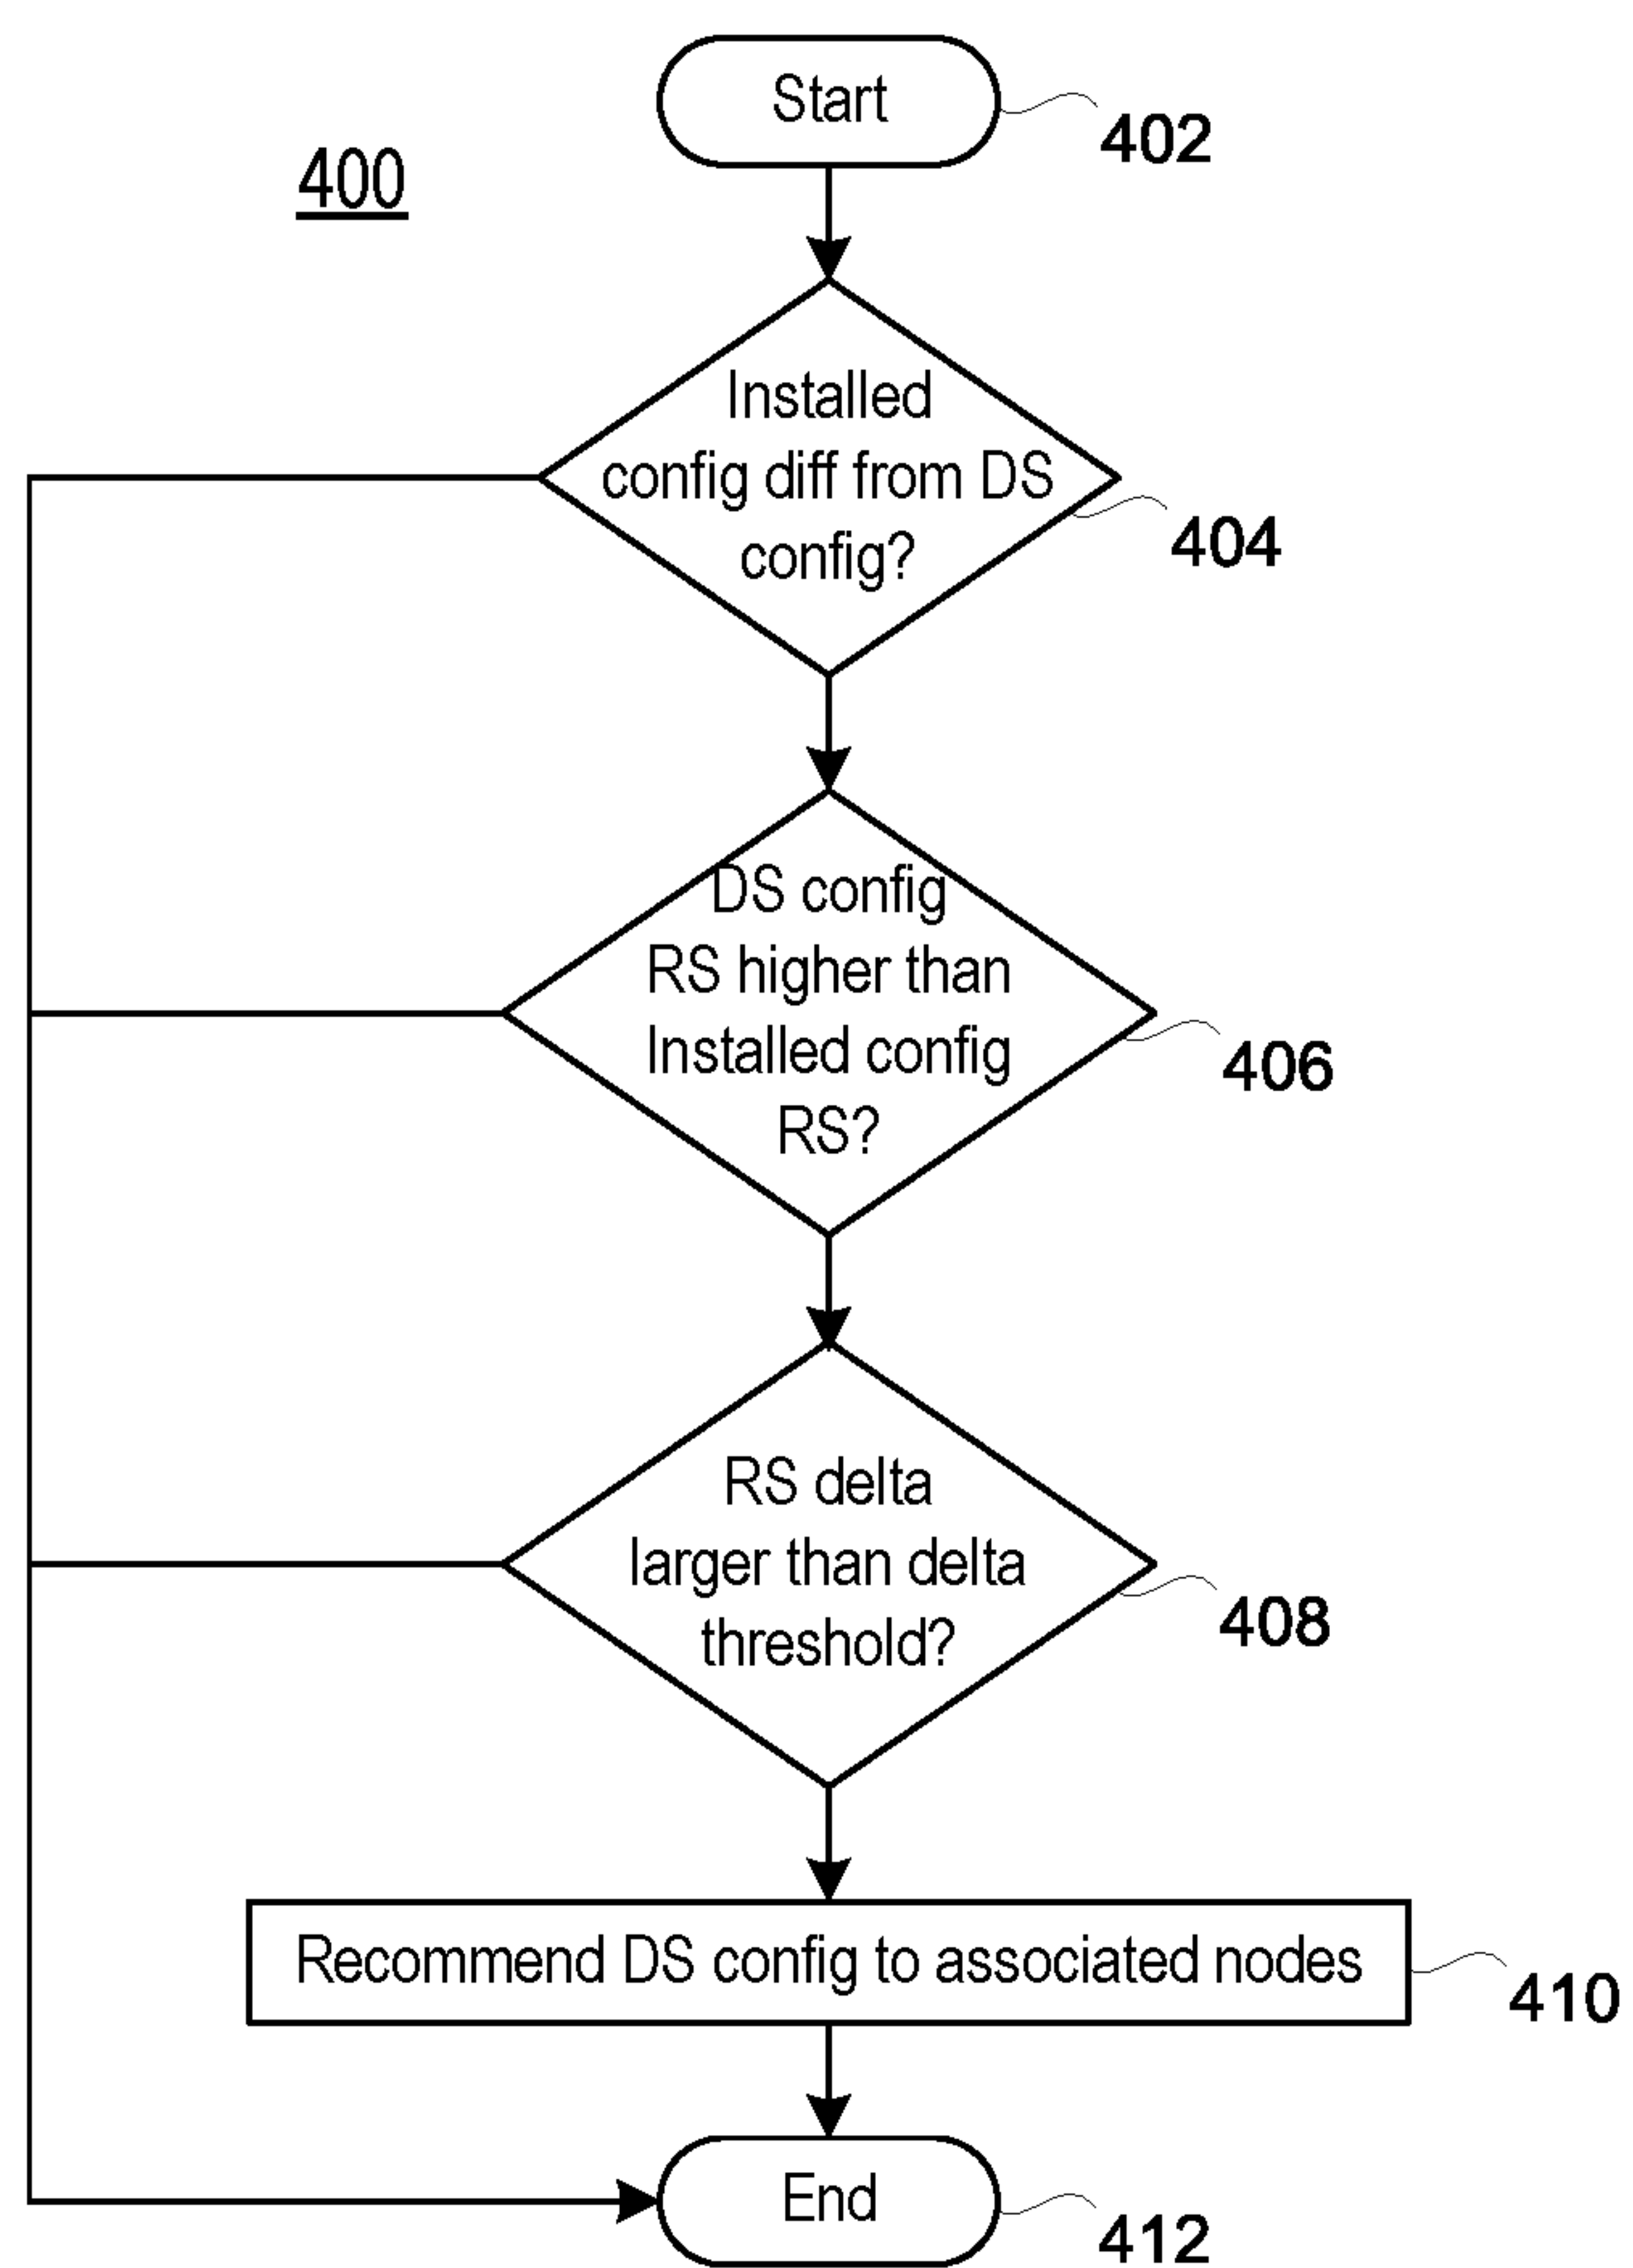 Start
402
400
Installed
config diff from DS
config?
404
DS config
RS higher than
Installed config
RS?
406
RS delta
larger than delta
threshold?
408
Recommend DS config to associated nodes
410
End
412